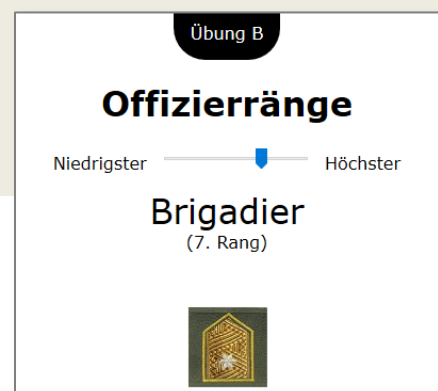 Übung B
Offizierränge
Niedrigster Höchster
Brigadier
(7. Rang)